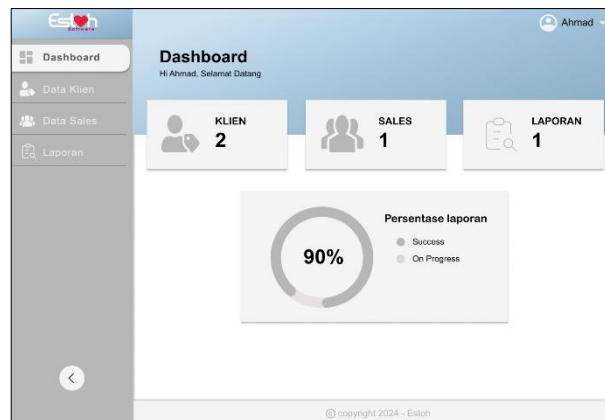 Estoh
Software
Ahmad
Dashboard
Data Klien
Data Sales
Laporan
Dashboard
Hi Ahmad, Selamat Datang
KLIEN
2
SALES
1
LAPORAN
1
90%
Persentase laporan
Success
On Progress
© copyright 2024 - Estoh